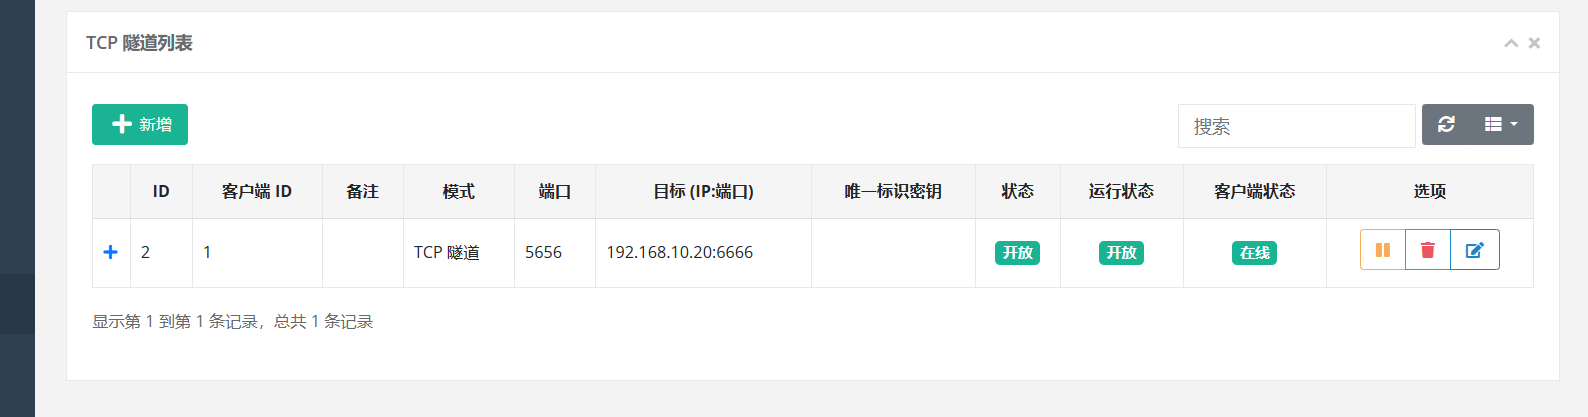 TCP 隧道列表
新增
搜索
ID 客户端 ID 备注 模式 端口 目标 (IP:端口) 唯一标识密钥 状态 运行状态 客户端状态 选项
2 1 TCP 隧道 5656 192.168.10.20:6666 开放 开放 在线
显示第 1 到第 1 条记录，总共 1 条记录